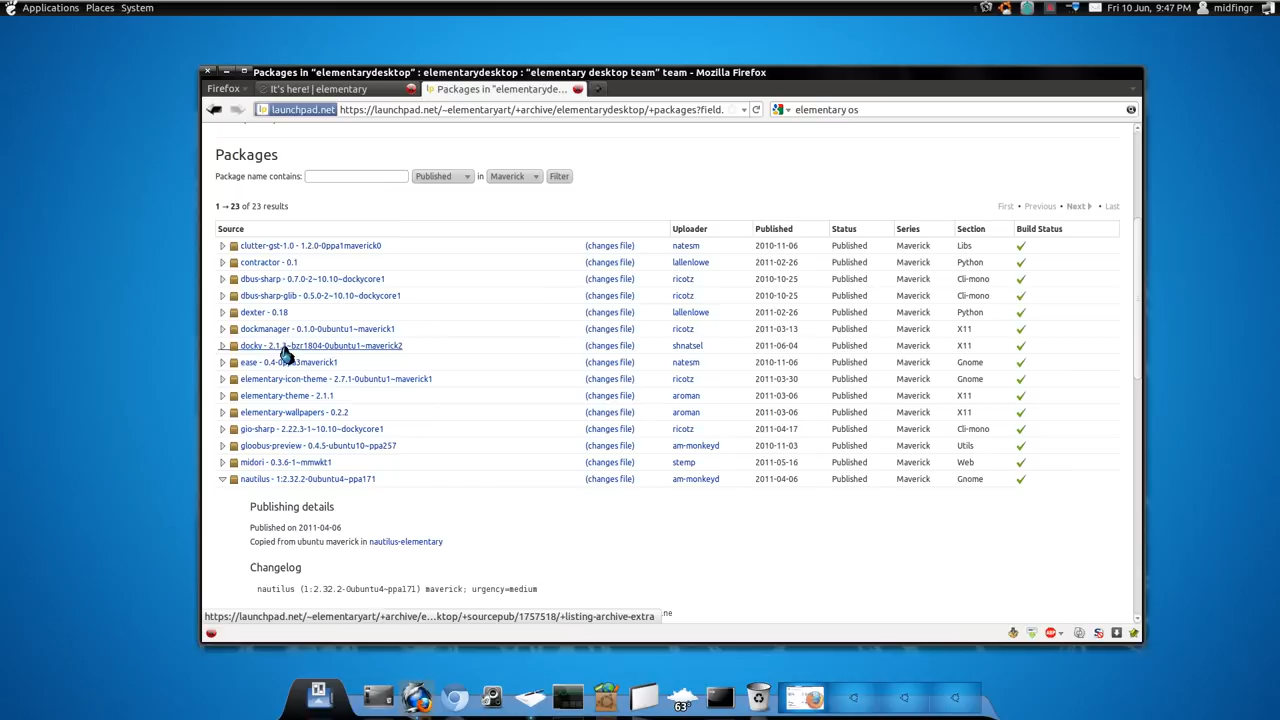 Applications Places System
Fri 10 Jun, 9:47 PM midfingr
Packages in "elementarydesktop" : elementarydesktop : "elementary desktop team" team - Mozilla Firefox
Firefox It's here! | elementary Packages in "elementaryde...
launchpad.net https://launchpad.net/~elementaryart/+archive/elementarydesktop/+packages?field. elementary os
Packages
Package name contains: Published in Maverick Filter
1 → 23 of 23 results First • Previous • Next • Last
Source Uploader Published Status Series Section Build Status
clutter-gst-1.0 - 1.2.0-0ppa1maverick0 (changes file) natesm 2010-11-06 Published Maverick Libs
contractor - 0.1 (changes file) lallenlowe 2011-02-26 Published Maverick Python
dbus-sharp - 0.7.0-2~10.10~dockycore1 (changes file) ricotz 2010-10-25 Published Maverick Cli-mono
dbus-sharp-glib - 0.5.0-2~10.10~dockycore1 (changes file) ricotz 2010-10-25 Published Maverick Cli-mono
dexter - 0.18 (changes file) lallenlowe 2011-02-26 Published Maverick Python
dockmanager - 0.1.0-0ubuntu1~maverick1 (changes file) ricotz 2011-03-13 Published Maverick X11
docky - 2.1. ~bzr1804-0ubuntu1~maverick2 (changes file) shnatsel 2011-06-04 Published Maverick X11
ease - 0.4-0ppa3maverick1 (changes file) natesm 2010-11-06 Published Maverick Gnome
elementary-icon-theme - 2.7.1-0ubuntu1~maverick1 (changes file) ricotz 2011-03-30 Published Maverick Gnome
elementary-theme - 2.1.1 (changes file) aroman 2011-03-06 Published Maverick X11
elementary-wallpapers - 0.2.2 (changes file) aroman 2011-03-06 Published Maverick X11
gio-sharp - 2.22.3-1~10.10~dockycore1 (changes file) ricotz 2011-04-17 Published Maverick Cli-mono
gloobus-preview - 0.4.5-ubuntu10~ppa257 (changes file) am-monkeyd 2010-11-03 Published Maverick Utils
midori - 0.3.6-1~mmwkt1 (changes file) stemp 2011-05-16 Published Maverick Web
nautilus - 1:2.32.2-0ubuntu4~ppa171 (changes file) am-monkeyd 2011-04-06 Published Maverick Gnome
Publishing details
Published on 2011-04-06
Copied from ubuntu maverick in nautilus-elementary
Changelog
nautilus (1:2.32.2-0ubuntu4~ppa171) maverick; urgency=medium
https://launchpad.net/~elementaryart/+archive/e...ktop/+sourcepub/1757518/+listing-archive-extra
ABP
63°